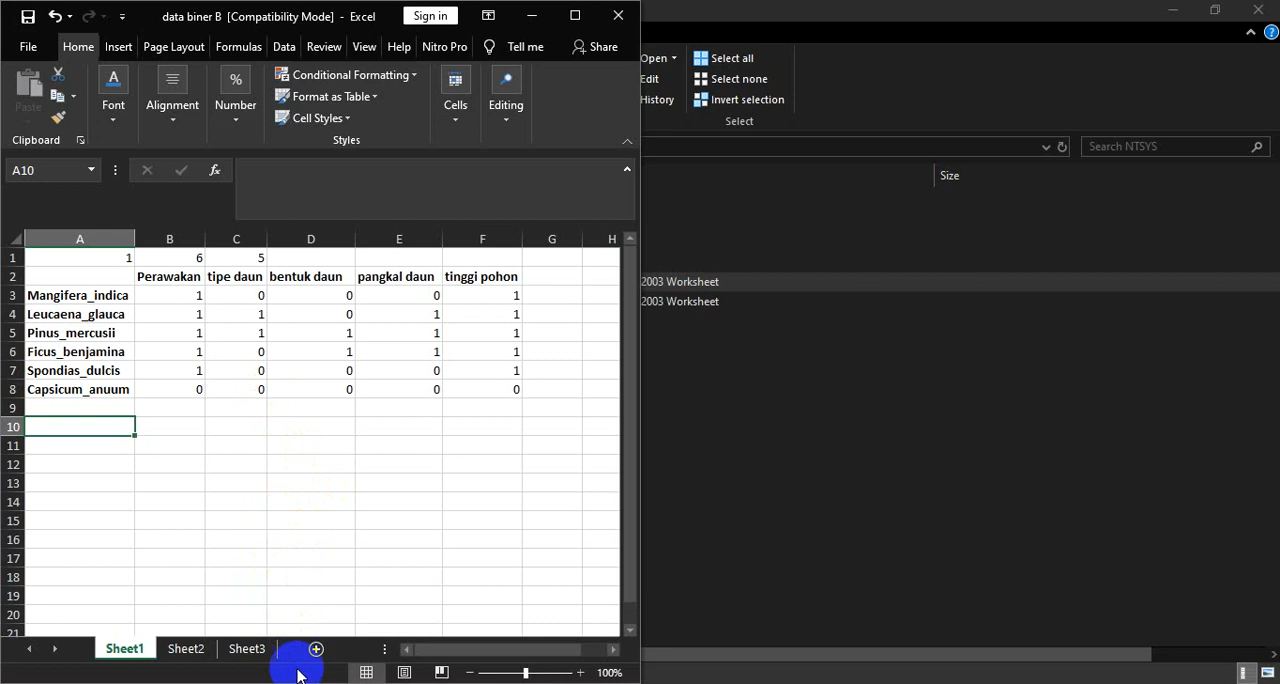 data biner B [Compatibility Mode] - Excel
Sign in
File Home Insert Page Layout Formulas Data Review View Help Nitro Pro Tell me Share
Paste
Clipboard
Font
Alignment
Number
Conditional Formatting
Format as Table
Cell Styles
Styles
Cells
Editing
A10
fx
A B C D E F G H
1 1 6 5
2 Perawakan tipe daun bentuk daun pangkal daun tinggi pohon
3 Mangifera_indica 1 0 0 0 1
4 Leucaena_glauca 1 1 0 1 1
5 Pinus_mercusii 1 1 1 1 1
6 Ficus_benjamina 1 0 1 1 1
7 Spondias_dulcis 1 0 0 0 1
8 Capsicum_anuum 0 0 0 0 0
9
10
11
12
13
14
15
16
17
18
19
20
21
Sheet1 Sheet2 Sheet3
100%
Open
Edit
History
Select all
Select none
Invert selection
Select
Search NTSYS
Size
2003 Worksheet
2003 Worksheet